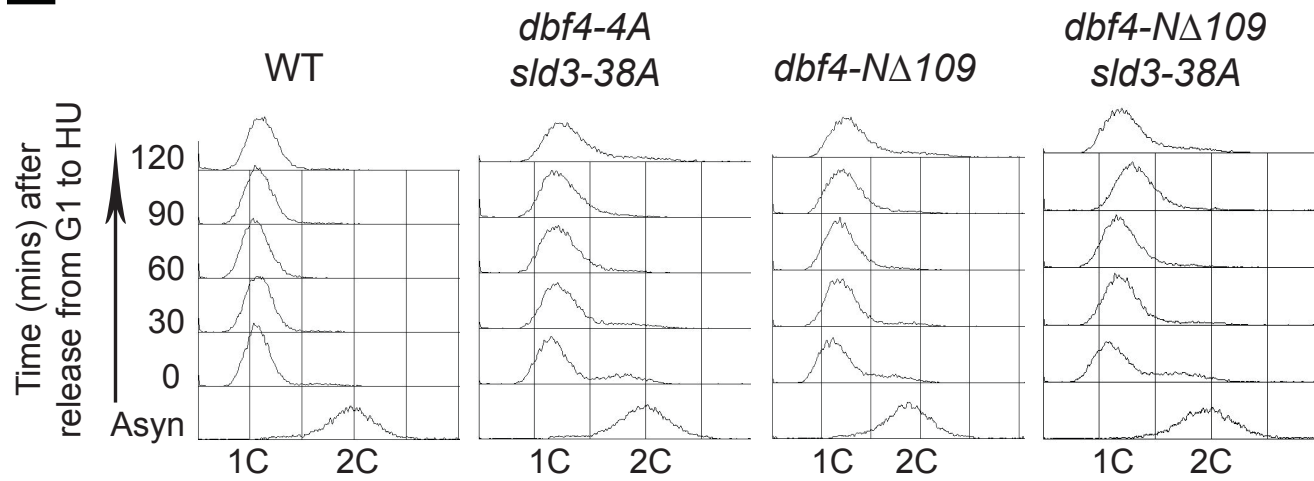 WT
dbf4-4A
sld3-38A
dbf4-NΔ109
dbf4-NΔ109
sld3-38A
Time (mins) after
release from G1 to HU
120
90
60
30
0
Asyn
1C 2C 1C 2C 1C 2C 1C 2C